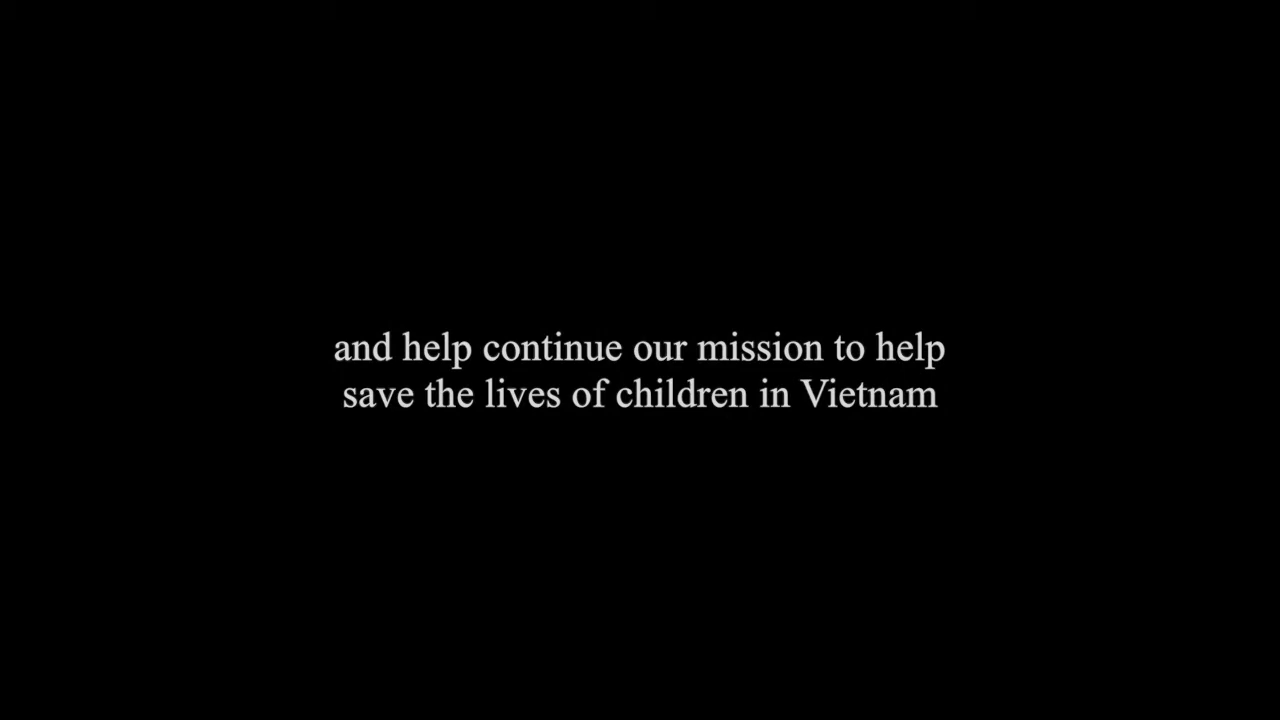 and help continue our mission to help
save the lives of children in Vietnam